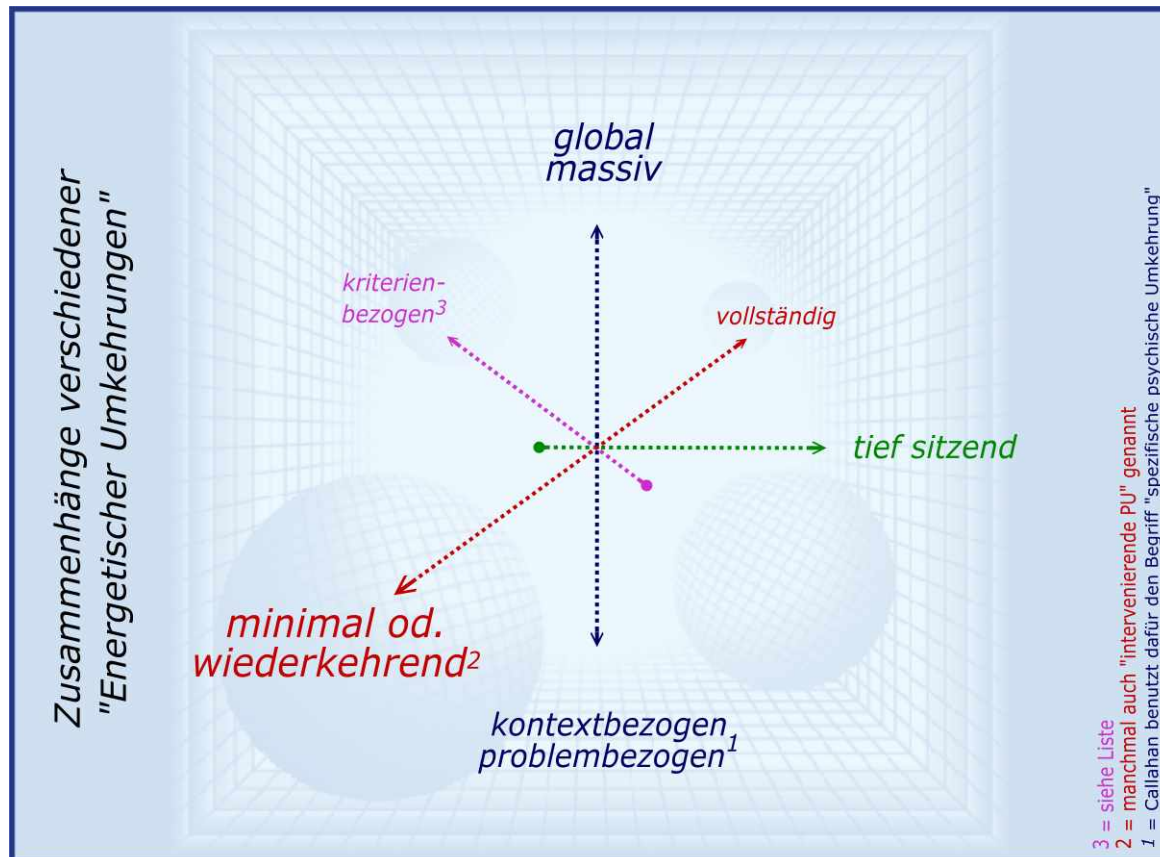 Zusammenhänge verschiedener
"Energetischer Umkehrungen"
global
massiv
kriterien-
bezogen³
vollständig
tief sitzend
minimal od.
wiederkehrend²
kontextbezogen
problembezogen¹
3 = siehe Liste
2 = manchmal auch "intervenierende PU" genannt
1 = Callahan benutzt dafür den Begriff "spezifische psychische Umkehrung"